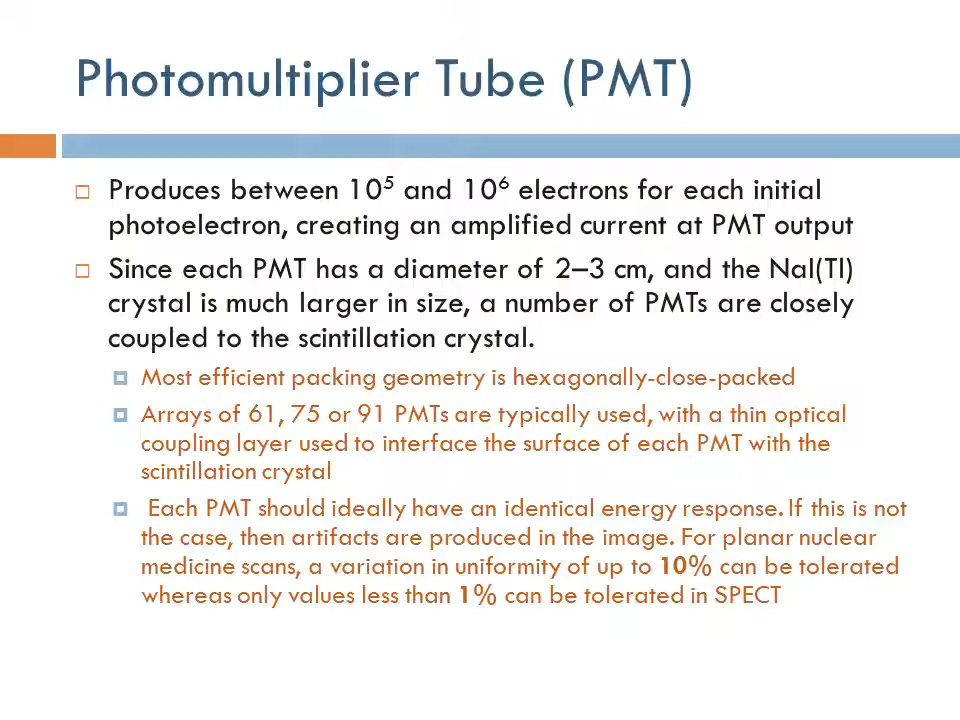 Photomultiplier Tube (PMT)
Produces between 10⁵ and 10⁶ electrons for each initial
photoelectron, creating an amplified current at PMT output
Since each PMT has a diameter of 2–3 cm, and the NaI(Tl)
crystal is much larger in size, a number of PMTs are closely
coupled to the scintillation crystal.
Most efficient packing geometry is hexagonally-close-packed
Arrays of 61, 75 or 91 PMTs are typically used, with a thin optical
coupling layer used to interface the surface of each PMT with the
scintillation crystal
Each PMT should ideally have an identical energy response. If this is not
the case, then artifacts are produced in the image. For planar nuclear
medicine scans, a variation in uniformity of up to 10% can be tolerated
whereas only values less than 1% can be tolerated in SPECT